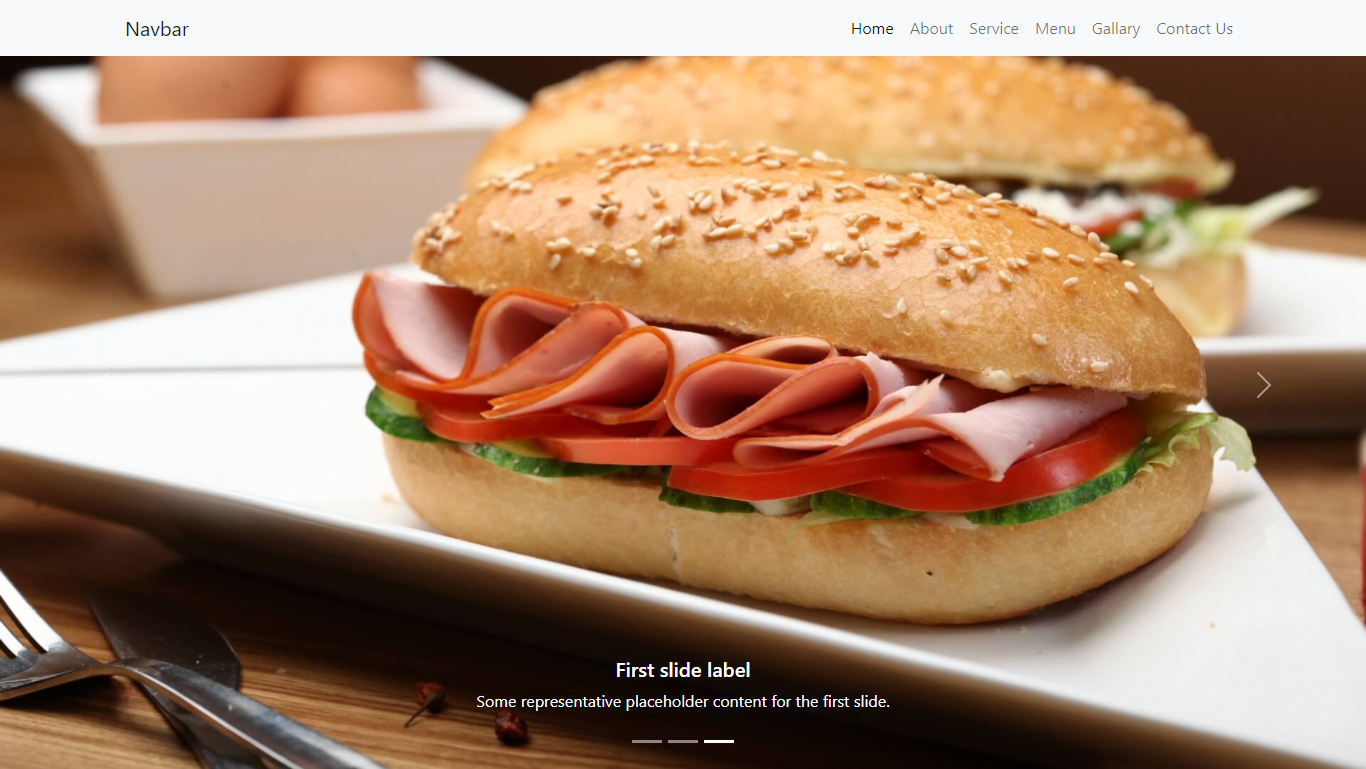 Navbar
Home About Service Menu Gallary Contact Us
First slide label
Some representative placeholder content for the first slide.